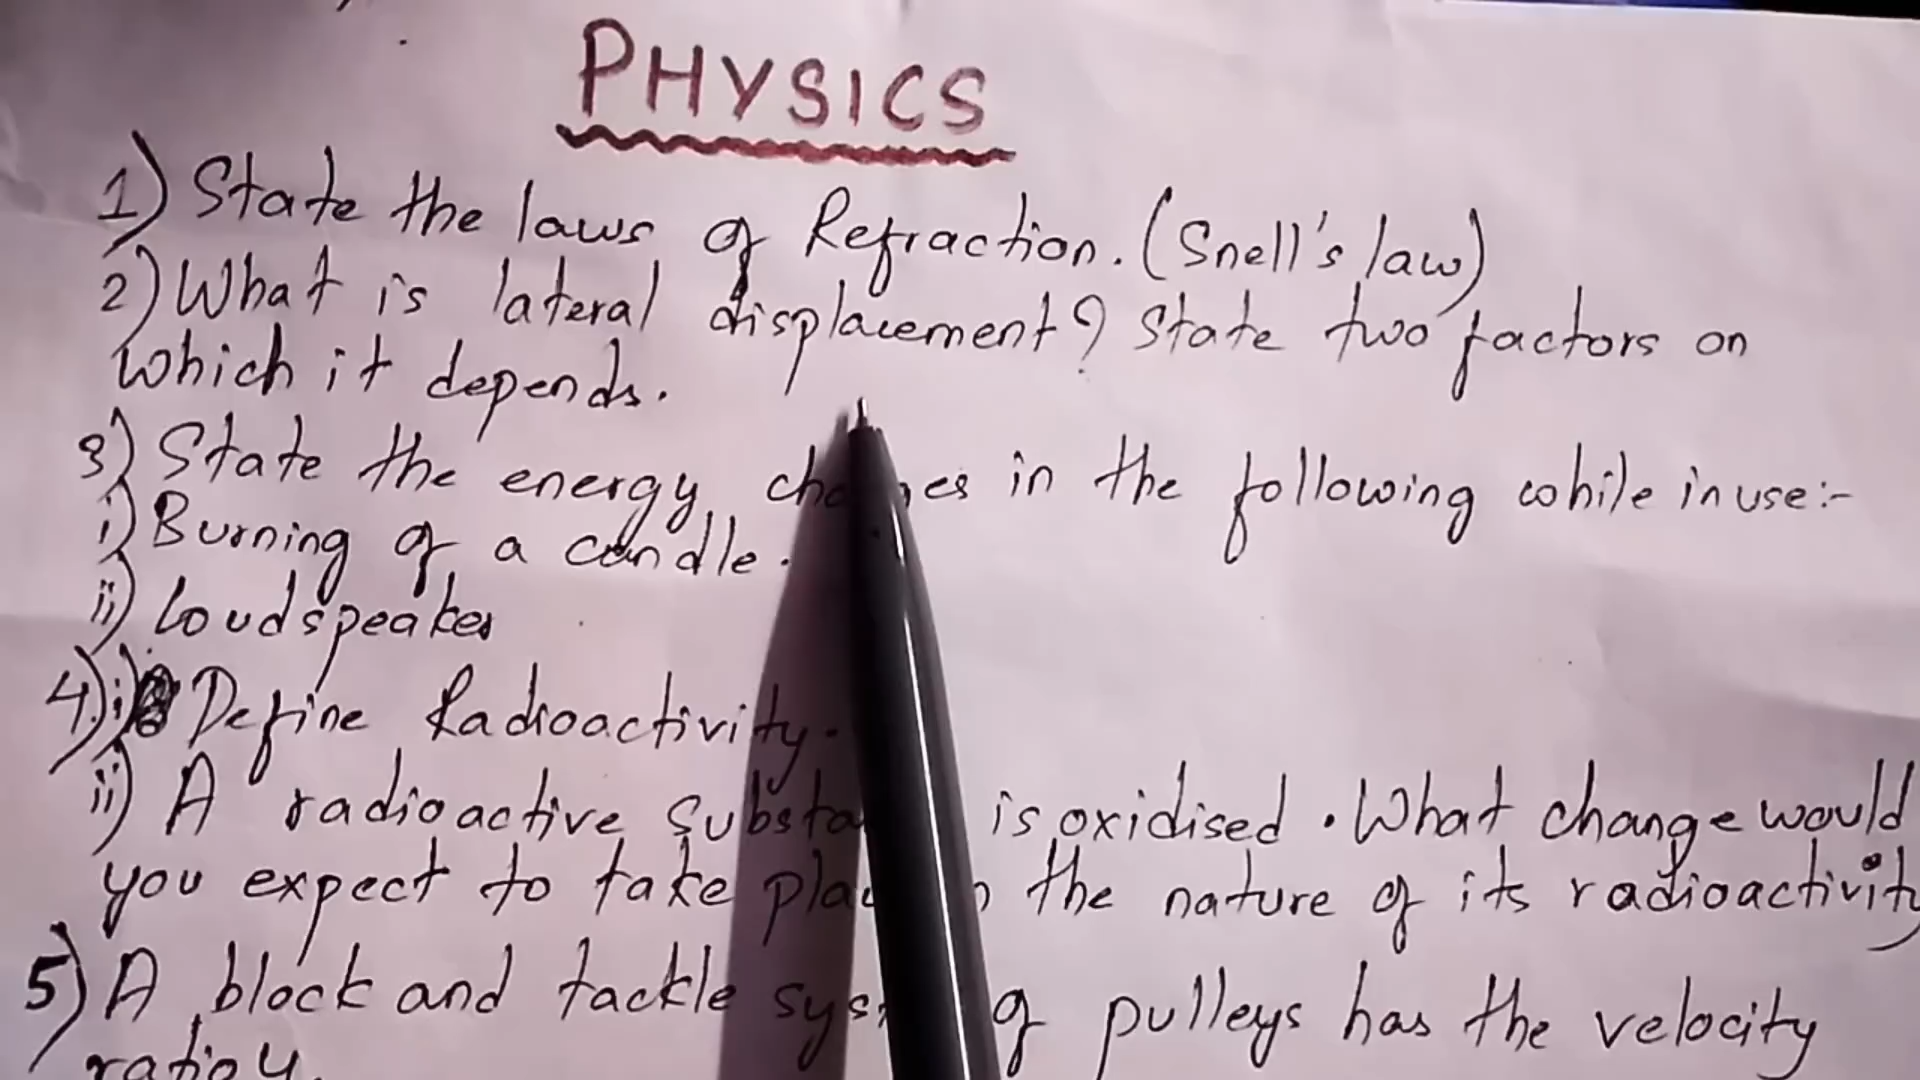 PHYSICS
1) State the laws of Refraction. (Snell's law)
2) What is lateral displacement? State two factors on
which it depends.
3) State the energy in the following while in use:-
i) Burning of a candle.
ii) Loudspeaker
4) i) Define Radioactivity.
ii) A radioactive is oxidised. What change would
you expect to take the nature of its radioactivity
5) A block and tackle of pulleys has the velocity
ratio 4.